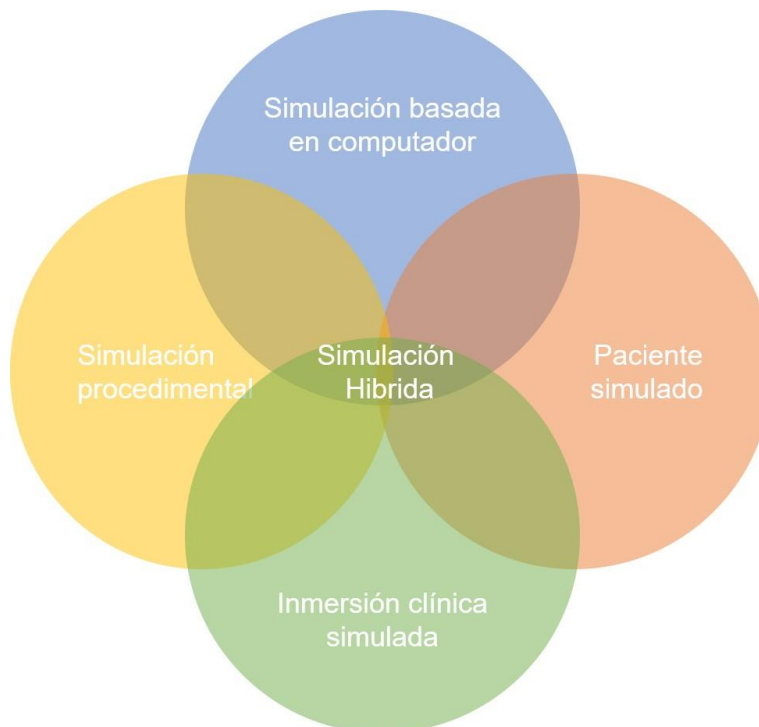 Simulación basada
en computador
Simulación
procedimental
Simulación
Hibrida
Paciente
simulado
Inmersión clínica
simulada